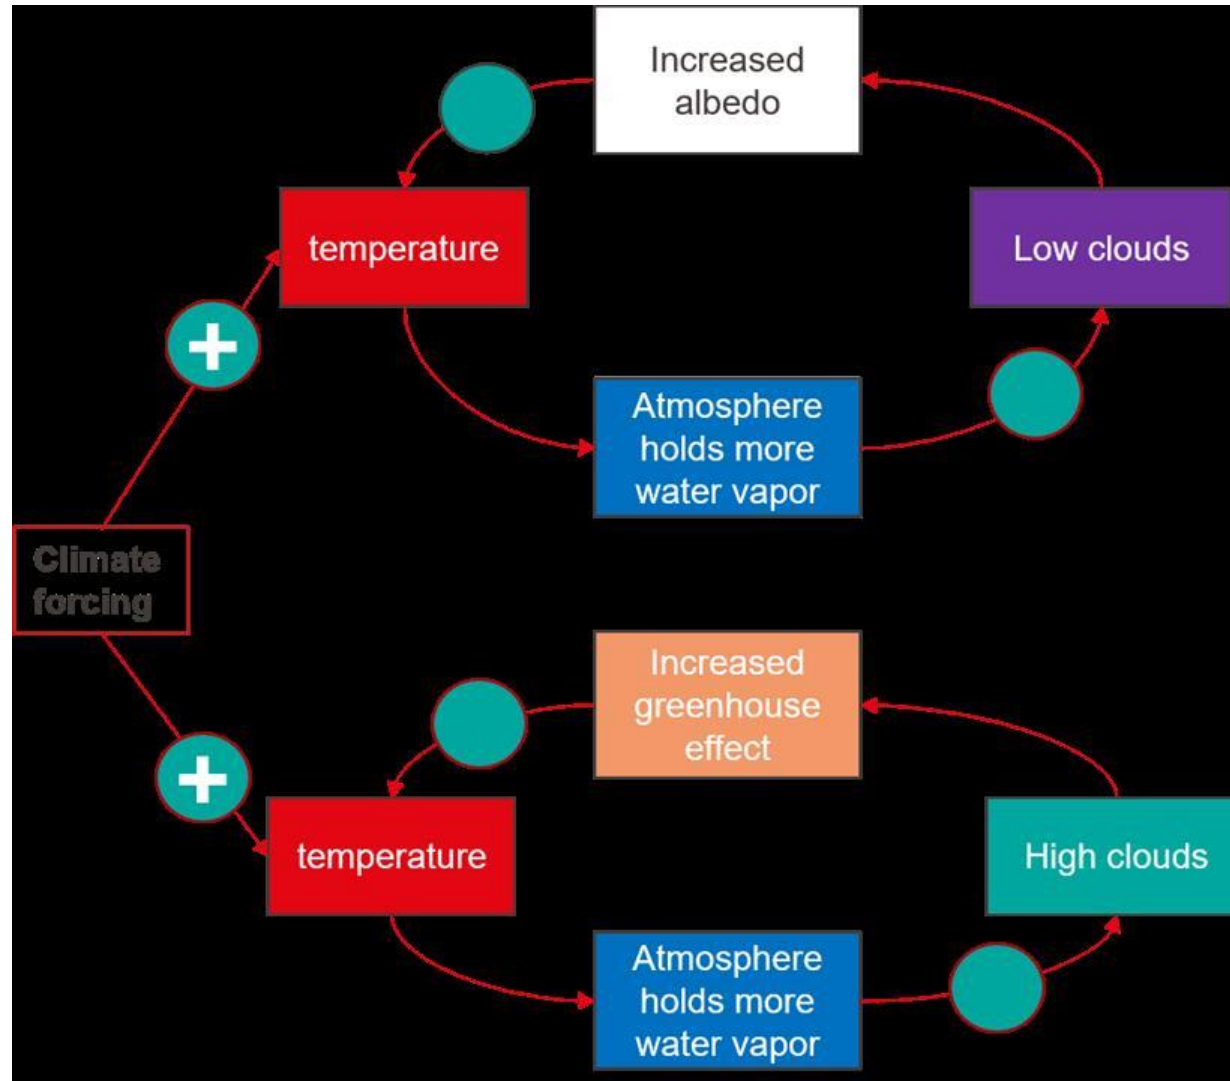 Increased
albedo
temperature
Low clouds
+
Atmosphere
holds more
water vapor
Climate
forcing
Increased
greenhouse
effect
+
temperature
High clouds
Atmosphere
holds more
water vapor